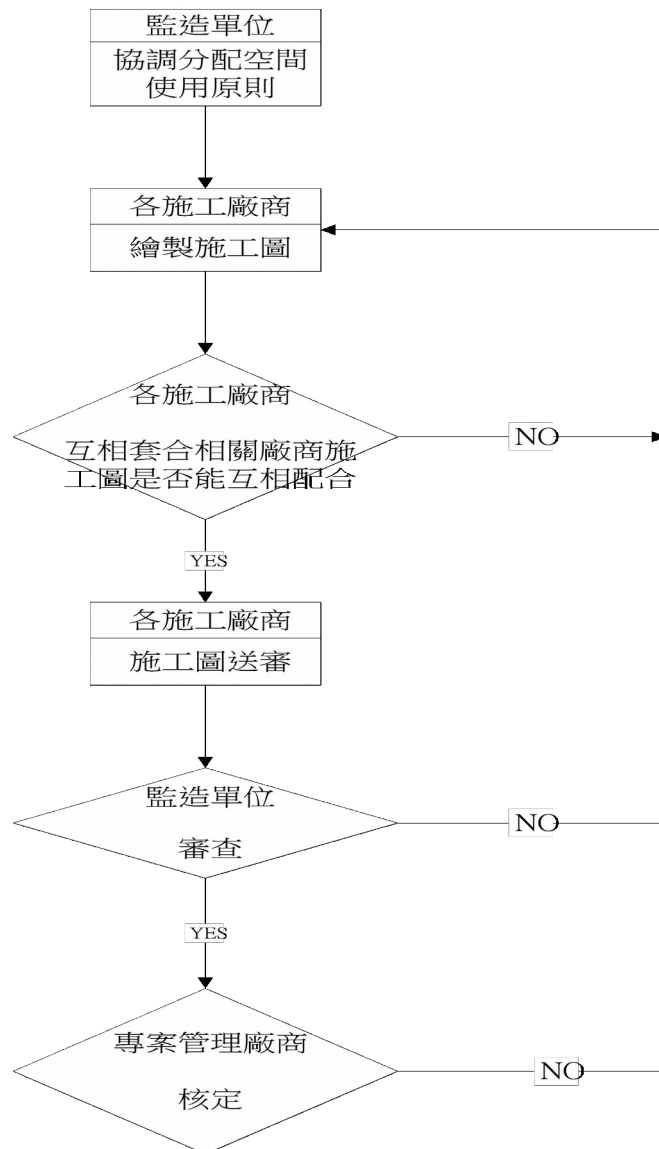 監造單位
協調分配空間
使用原則
各施工廠商
繪製施工圖
各施工廠商
互相套合相關廠商施
工圖是否能互相配合
NO
YES
各施工廠商
施工圖送審
監造單位
審查
NO
YES
專案管理廠商
核定
NO